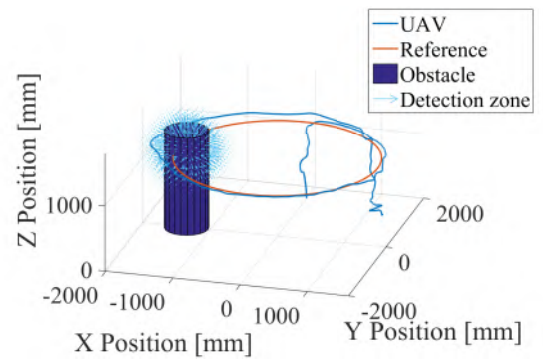 UAV
Reference
Obstacle
Detection zone
Z Position [mm]
1000
0
-2000
-1000
0
1000
X Position [mm]
-2000
0
2000
Y Position [mm]